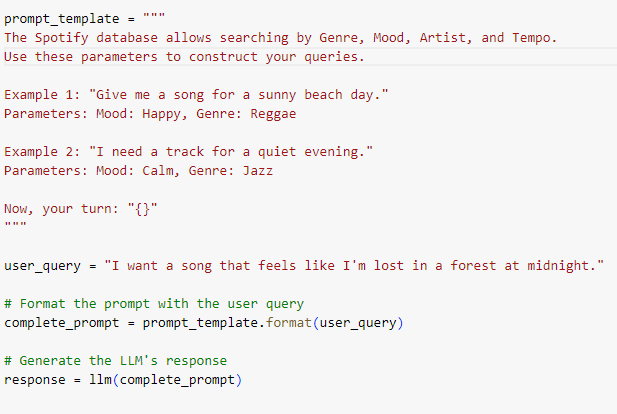 prompt_template = """
The Spotify database allows searching by Genre, Mood, Artist, and Tempo.
Use these parameters to construct your queries.
Example 1: "Give me a song for a sunny beach day."
Parameters: Mood: Happy, Genre: Reggae
Example 2: "I need a track for a quiet evening."
Parameters: Mood: Calm, Genre: Jazz
Now, your turn: "{}"
"""
user_query = "I want a song that feels like I'm lost in a forest at midnight."
# Format the prompt with the user query
complete_prompt = prompt_template.format(user_query)
# Generate the LLM's response
response = llm(complete_prompt)